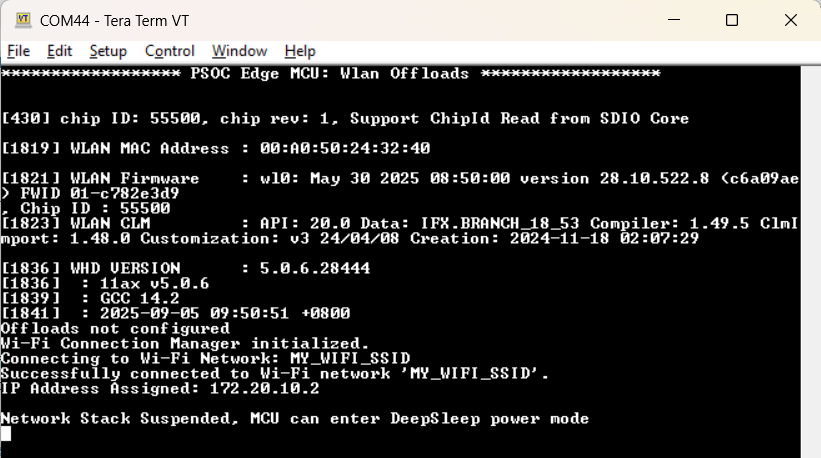 COM44 - Tera Term VT
File Edit Setup Control Window Help
****************** PSOC Edge MCU: Wlan Offloads ******************
[430] chip ID: 55500, chip rev: 1, Support ChipId Read from SDIO Core
[1819] WLAN MAC Address : 00:A0:50:24:32:40
[1821] WLAN Firmware    : wl0: May 30 2025 08:50:00 version 28.10.522.8 (c6a09ae
) FWID 01-c782e3d9
, Chip ID : 55500
[1823] WLAN CLM         : API: 20.0 Data: IFX.BRANCH_18_53 Compiler: 1.49.5 ClmI
mport: 1.48.0 Customization: v3 24/04/08 Creation: 2024-11-18 02:07:29
[1836] WHD VERSION      : 5.0.6.28444
[1836]  : 11ax v5.0.6
[1839]  : GCC 14.2
[1841]  : 2025-09-05 09:50:51 +0800
Offloads not configured
Wi-Fi Connection Manager initialized.
Connecting to Wi-Fi Network: MY_WIFI_SSID
Successfully connected to Wi-Fi network 'MY_WIFI_SSID'.
IP Address Assigned: 172.20.10.2
Network Stack Suspended, MCU can enter DeepSleep power mode